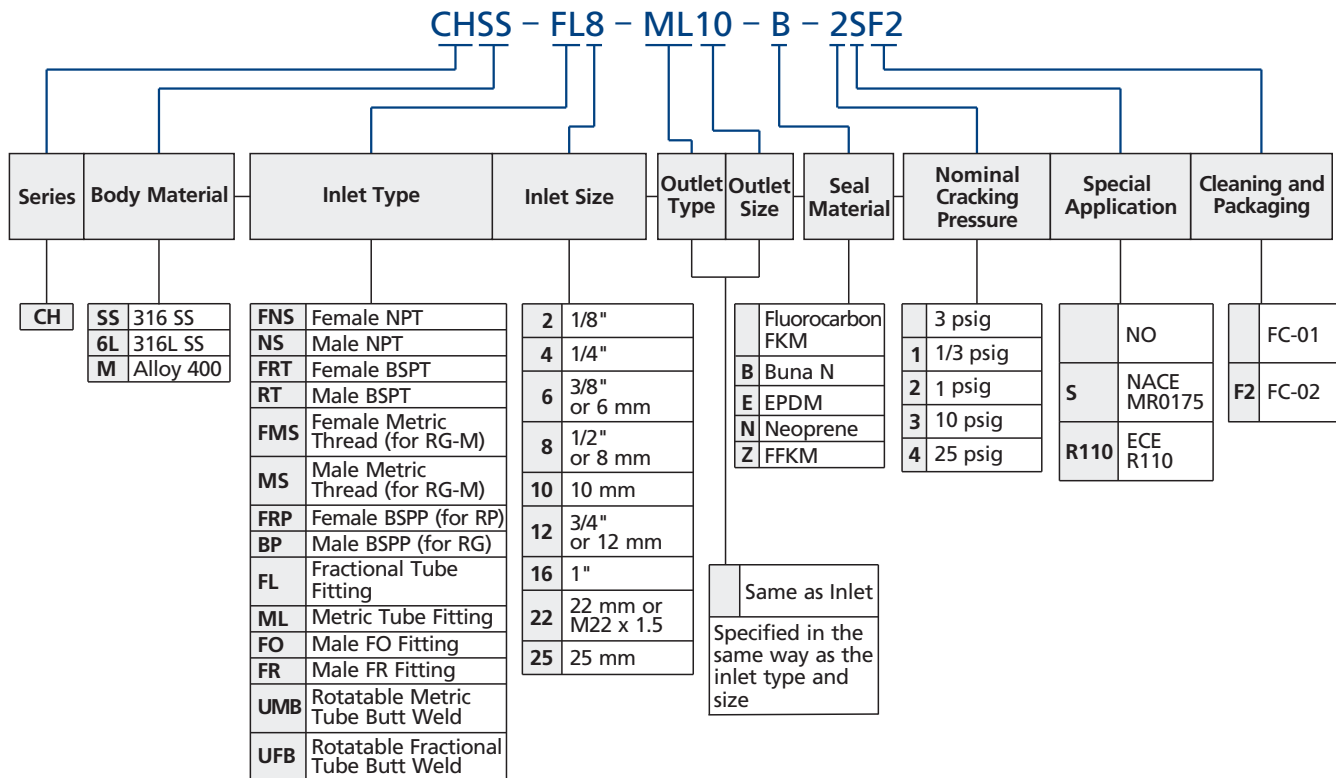 CHSS – FL8 – ML10 – B – 2SF2
Series
Body Material
Inlet Type
Inlet Size
Outlet
Type
Outlet
Size
Seal
Material
Nominal
Cracking
Pressure
Special
Application
Cleaning and
Packaging
CH
SS 316 SS
6L 316L SS
M Alloy 400
FNS Female NPT
NS Male NPT
FRT Female BSPT
RT Male BSPT
FMS Female Metric
Thread (for RG-M)
MS Male Metric
Thread (for RG-M)
FRP Female BSPP (for RP)
BP Male BSPP (for RG)
FL Fractional Tube
Fitting
ML Metric Tube Fitting
FO Male FO Fitting
FR Male FR Fitting
UMB Rotatable Metric
Tube Butt Weld
UFB Rotatable Fractional
Tube Butt Weld
2 1/8"
4 1/4"
6 3/8"
or 6 mm
8 1/2"
or 8 mm
10 10 mm
12 3/4"
or 12 mm
16 1"
22 22 mm or
M22 x 1.5
25 25 mm
Same as Inlet
Specified in the
same way as the
inlet type and
size
Fluorocarbon
FKM
B Buna N
E EPDM
N Neoprene
Z FFKM
3 psig
1 1/3 psig
2 1 psig
3 10 psig
4 25 psig
NO
S NACE
MR0175
R110 ECE
R110
FC-01
F2 FC-02